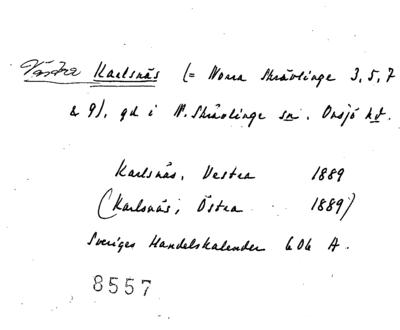 Västra Karlsnäs (= Norra Skrävlinge 3, 5, 7
& 9), gd i N. Skrävlinge sn. Onsjö hd.
Karlsnäs, Vestra 1889
(Karlsnäs, Östra 1889)
Sveriges Handelskalender 606 A.
8557